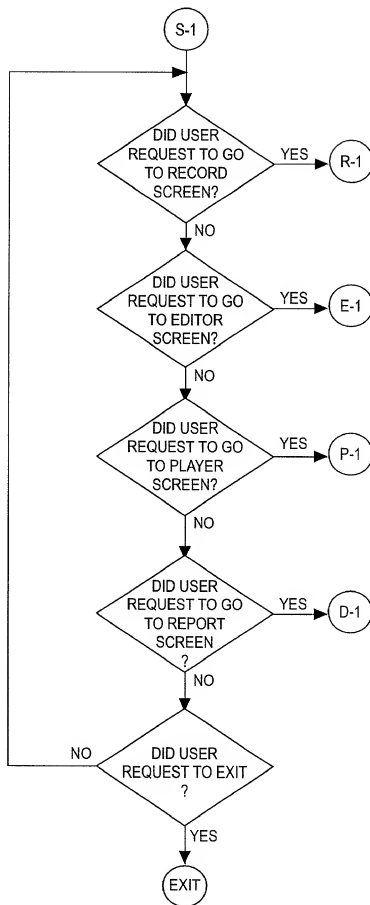 S-1
DID USER
REQUEST TO GO
TO RECORD
SCREEN?
YES
R-1
NO
DID USER
REQUEST TO GO
TO EDITOR
SCREEN?
YES
E-1
NO
DID USER
REQUEST TO GO
TO PLAYER
SCREEN?
YES
P-1
NO
DID USER
REQUEST TO GO
TO REPORT
SCREEN
?
YES
D-1
NO
DID USER
REQUEST TO EXIT
?
NO
YES
EXIT